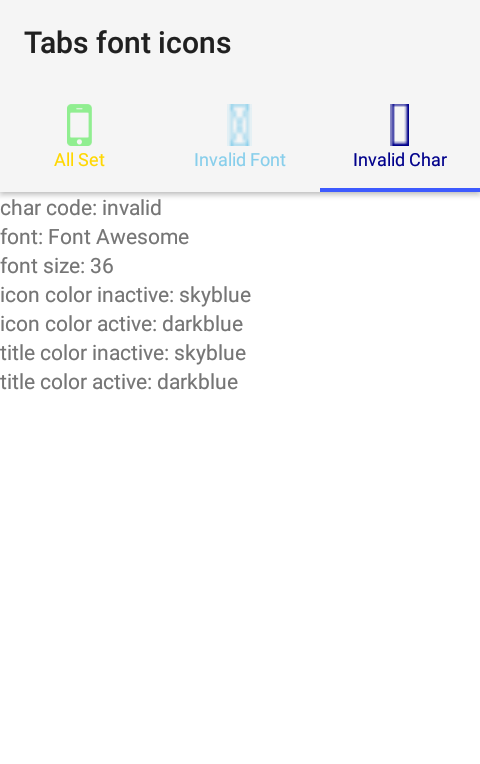 Tabs font icons
All Set
Invalid Font
Invalid Char
char code: invalid
font: Font Awesome
font size: 36
icon color inactive: skyblue
icon color active: darkblue
title color inactive: skyblue
title color active: darkblue